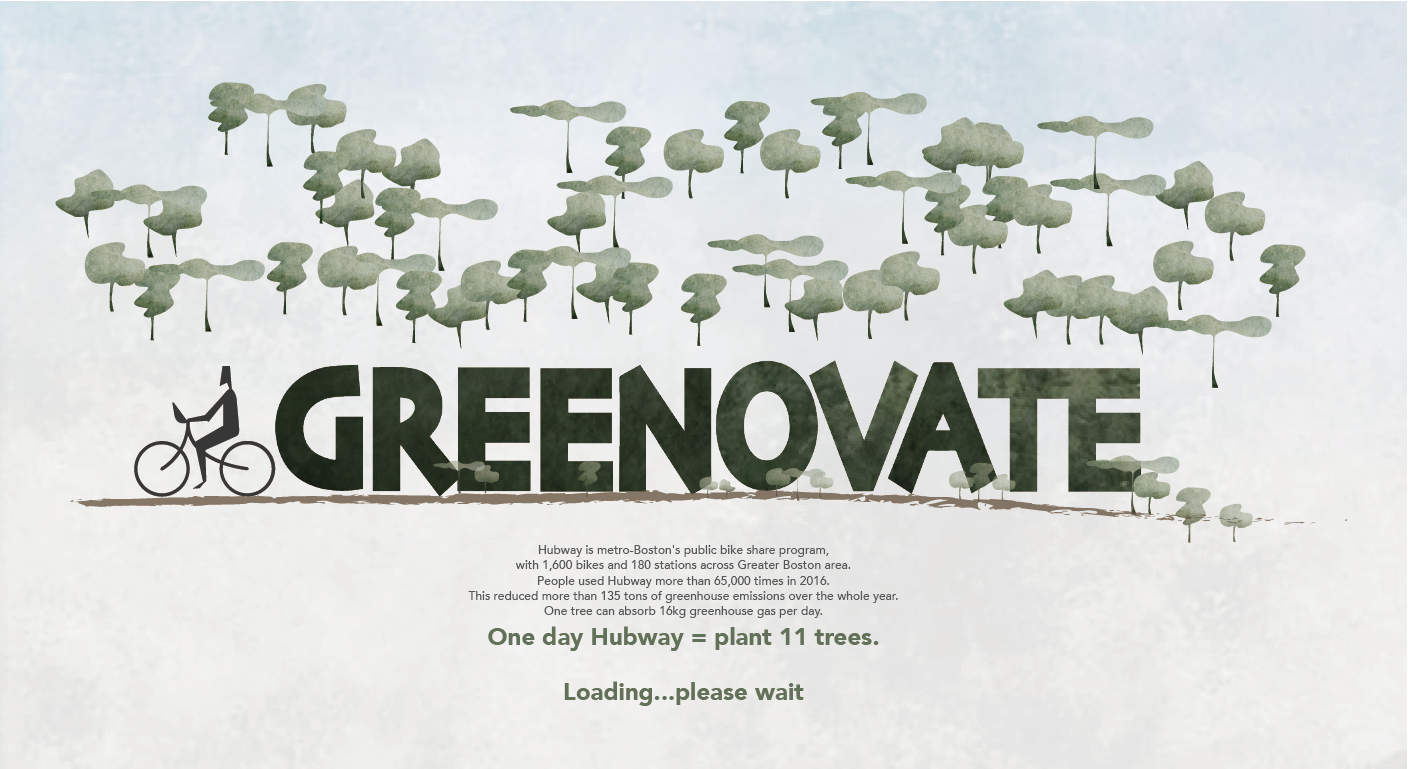 GREENOVATE
Hubway is metro-Boston's public bike share program,
with 1,600 bikes and 180 stations across Greater Boston area.
People used Hubway more than 65,000 times in 2016.
This reduced more than 135 tons of greenhouse emissions over the whole year.
One tree can absorb 16kg greenhouse gas per day.
One day Hubway = plant 11 trees.
Loading...please wait